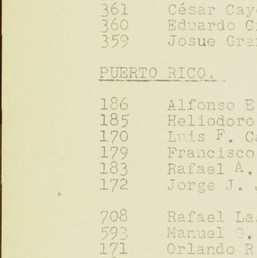 361 César Cay
360 Eduardo C
359 Josue Gra
PUERTO RICO.
186 Alfonso E
185 Heliodoro
170 Luis F. C
179 Francisco
183 Rafael A.
172 Jorge J.
708 Rafael La
593 Manuel G.
171 Orlando R